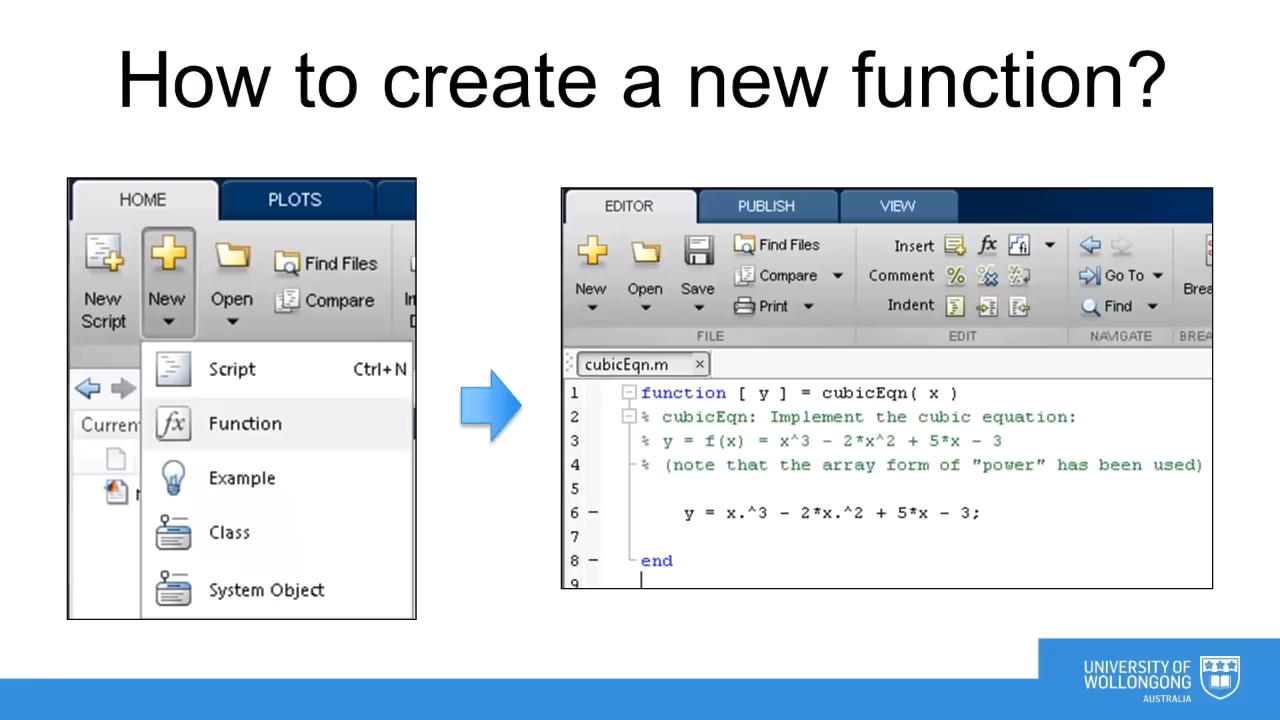 How to create a new function?
HOME PLOTS
New Script
New
Open
Find Files
Compare
Script Ctrl+N
Function
Example
Class
System Object
Current
EDITOR PUBLISH VIEW
New
Open
Save
Find Files
Compare
Print
FILE
Insert fx
Comment
Indent
EDIT
Go To
Find
NAVIGATE
cubicEqn.m ×
1 function [ y ] = cubicEqn( x )
2 % cubicEqn: Implement the cubic equation:
3 % y = f(x) = x^3 - 2*x^2 + 5*x - 3
4 % (note that the array form of "power" has been used)
5
6 - y = x.^3 - 2*x.^2 + 5*x - 3;
7
8 - end
9
UNIVERSITY OF
WOLLONGONG
AUSTRALIA